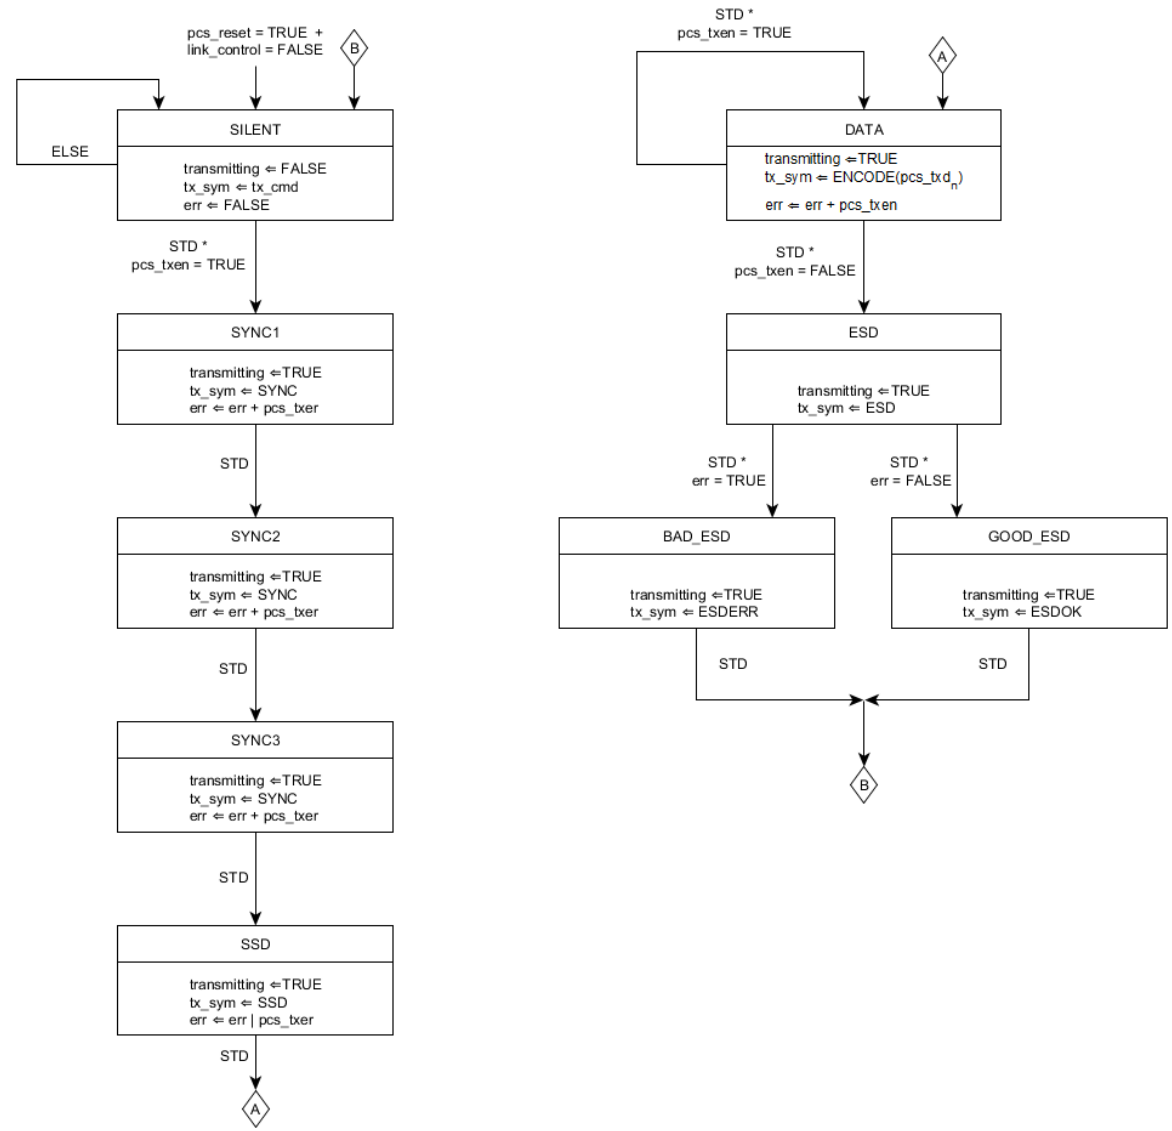 pcs_reset = TRUE +
link_control = FALSE
B
SILENT
ELSE
transmitting ⇐ FALSE
tx_sym ⇐ tx_cmd
err ⇐ FALSE
STD *
pcs_txen = TRUE
SYNC1
transmitting ⇐TRUE
tx_sym ⇐ SYNC
err ⇐ err + pcs_txer
STD
SYNC2
transmitting ⇐TRUE
tx_sym ⇐ SYNC
err ⇐ err + pcs_txer
STD
SYNC3
transmitting ⇐TRUE
tx_sym ⇐ SYNC
err ⇐ err + pcs_txer
STD
SSD
transmitting ⇐TRUE
tx_sym ⇐ SSD
err ⇐ err | pcs_txer
STD
A
STD *
pcs_txen = TRUE
A
DATA
transmitting ⇐TRUE
tx_sym ⇐ ENCODE(pcs_txdₙ)
err ⇐ err + pcs_txen
STD *
pcs_txen = FALSE
ESD
transmitting ⇐TRUE
tx_sym ⇐ ESD
STD *
err = TRUE
STD *
err = FALSE
BAD_ESD
transmitting ⇐TRUE
tx_sym ⇐ ESDERR
STD
GOOD_ESD
transmitting ⇐TRUE
tx_sym ⇐ ESDOK
STD
B